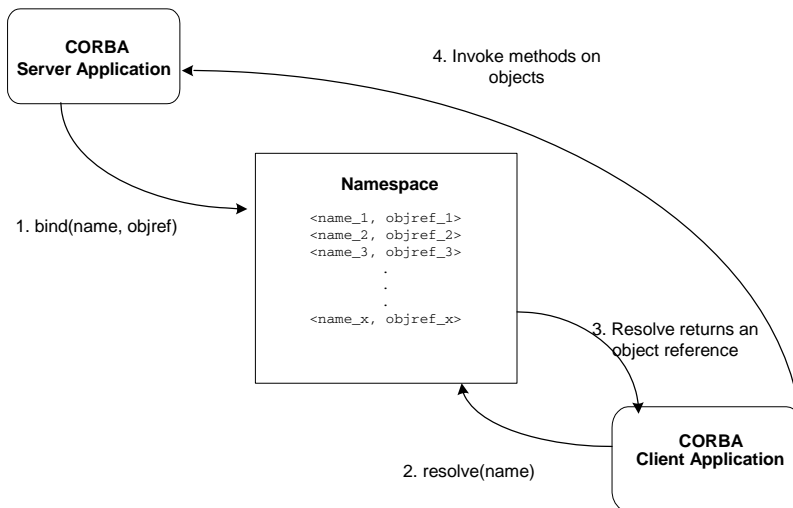 CORBA
Server Application
4. Invoke methods on
objects
Namespace
<name_1, objref_1>
<name_2, objref_2>
<name_3, objref_3>
.
.
.
<name_x, objref_x>
1. bind(name, objref)
3. Resolve returns an
object reference
2. resolve(name)
CORBA
Client Application